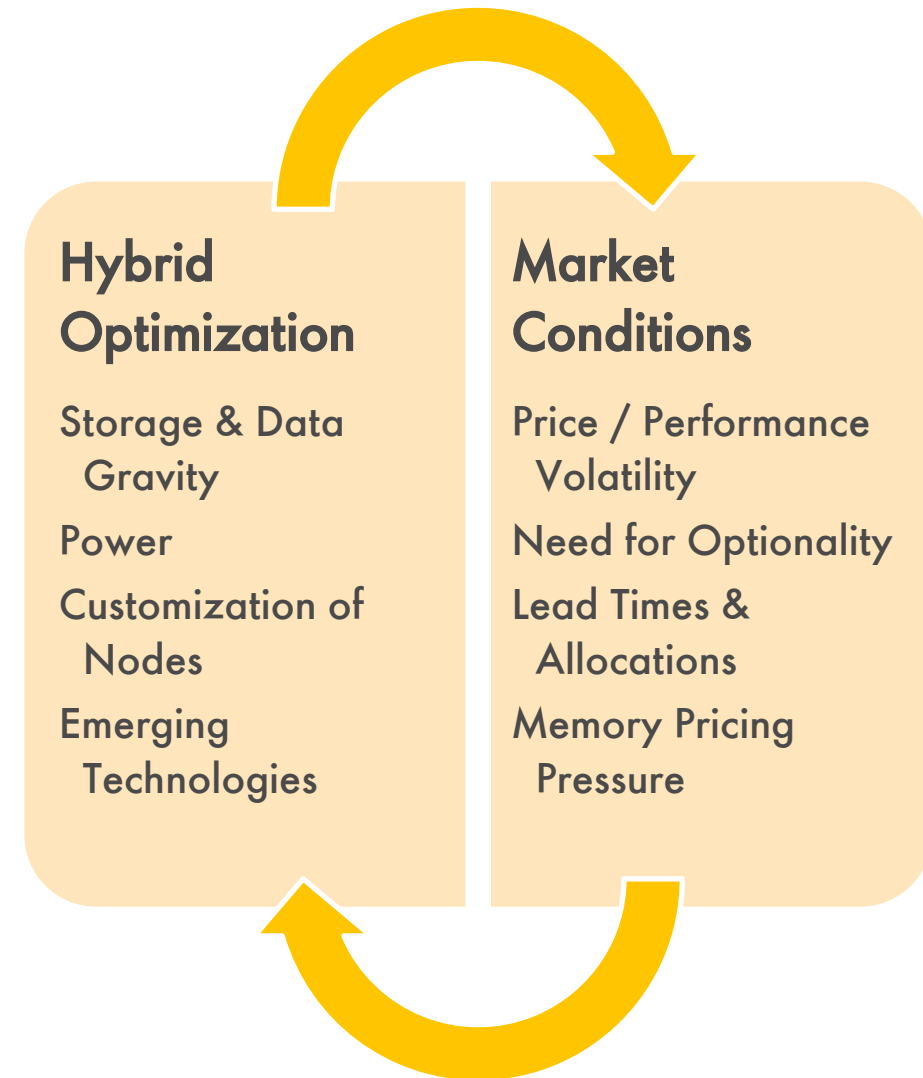 Hybrid
Optimization
Storage & Data
Gravity
Power
Customization of
Nodes
Emerging
Technologies
Market
Conditions
Price / Performance
Volatility
Need for Optionality
Lead Times &
Allocations
Memory Pricing
Pressure